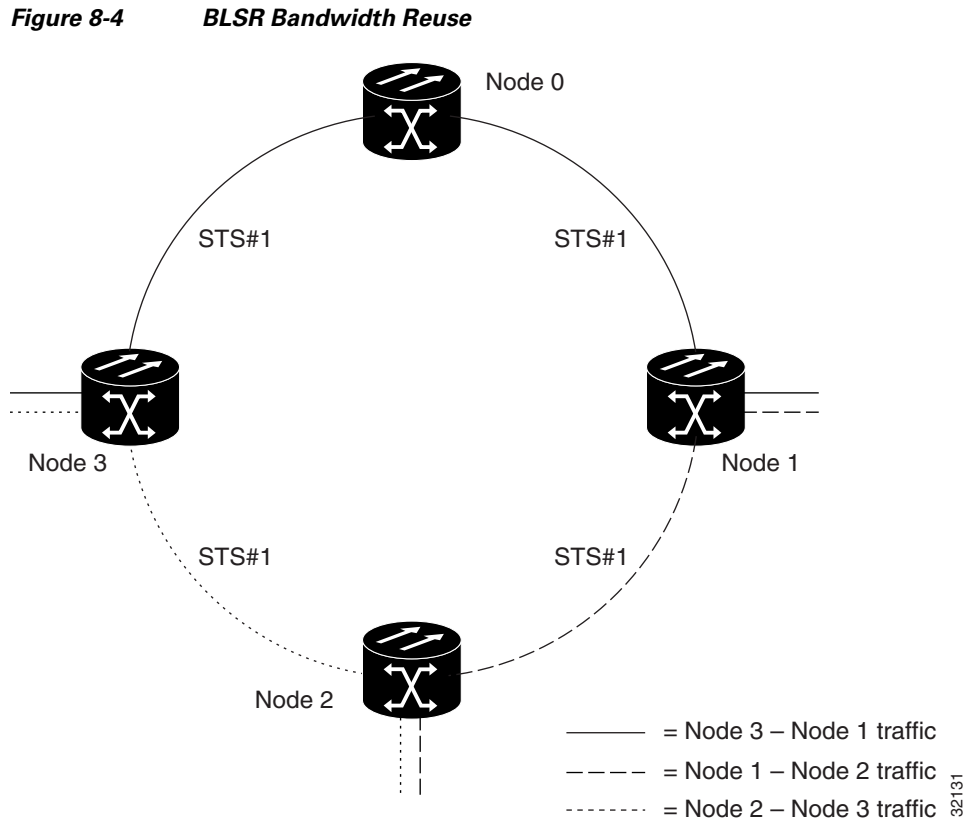 Figure 8-4 BLSR Bandwidth Reuse
Node 0
STS#1 STS#1
Node 3 Node 1
STS#1 STS#1
Node 2
= Node 3 – Node 1 traffic
= Node 1 – Node 2 traffic
= Node 2 – Node 3 traffic
32131